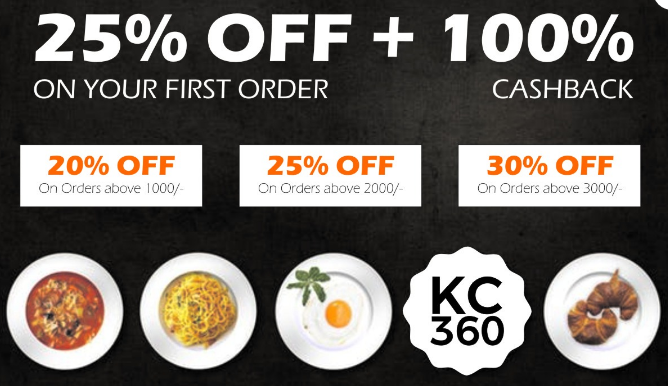 25% OFF + 100%
ON YOUR FIRST ORDER CASHBACK
20% OFF
On Orders above 1000/-
25% OFF
On Orders above 2000/-
30% OFF
On Orders above 3000/-
KC
360